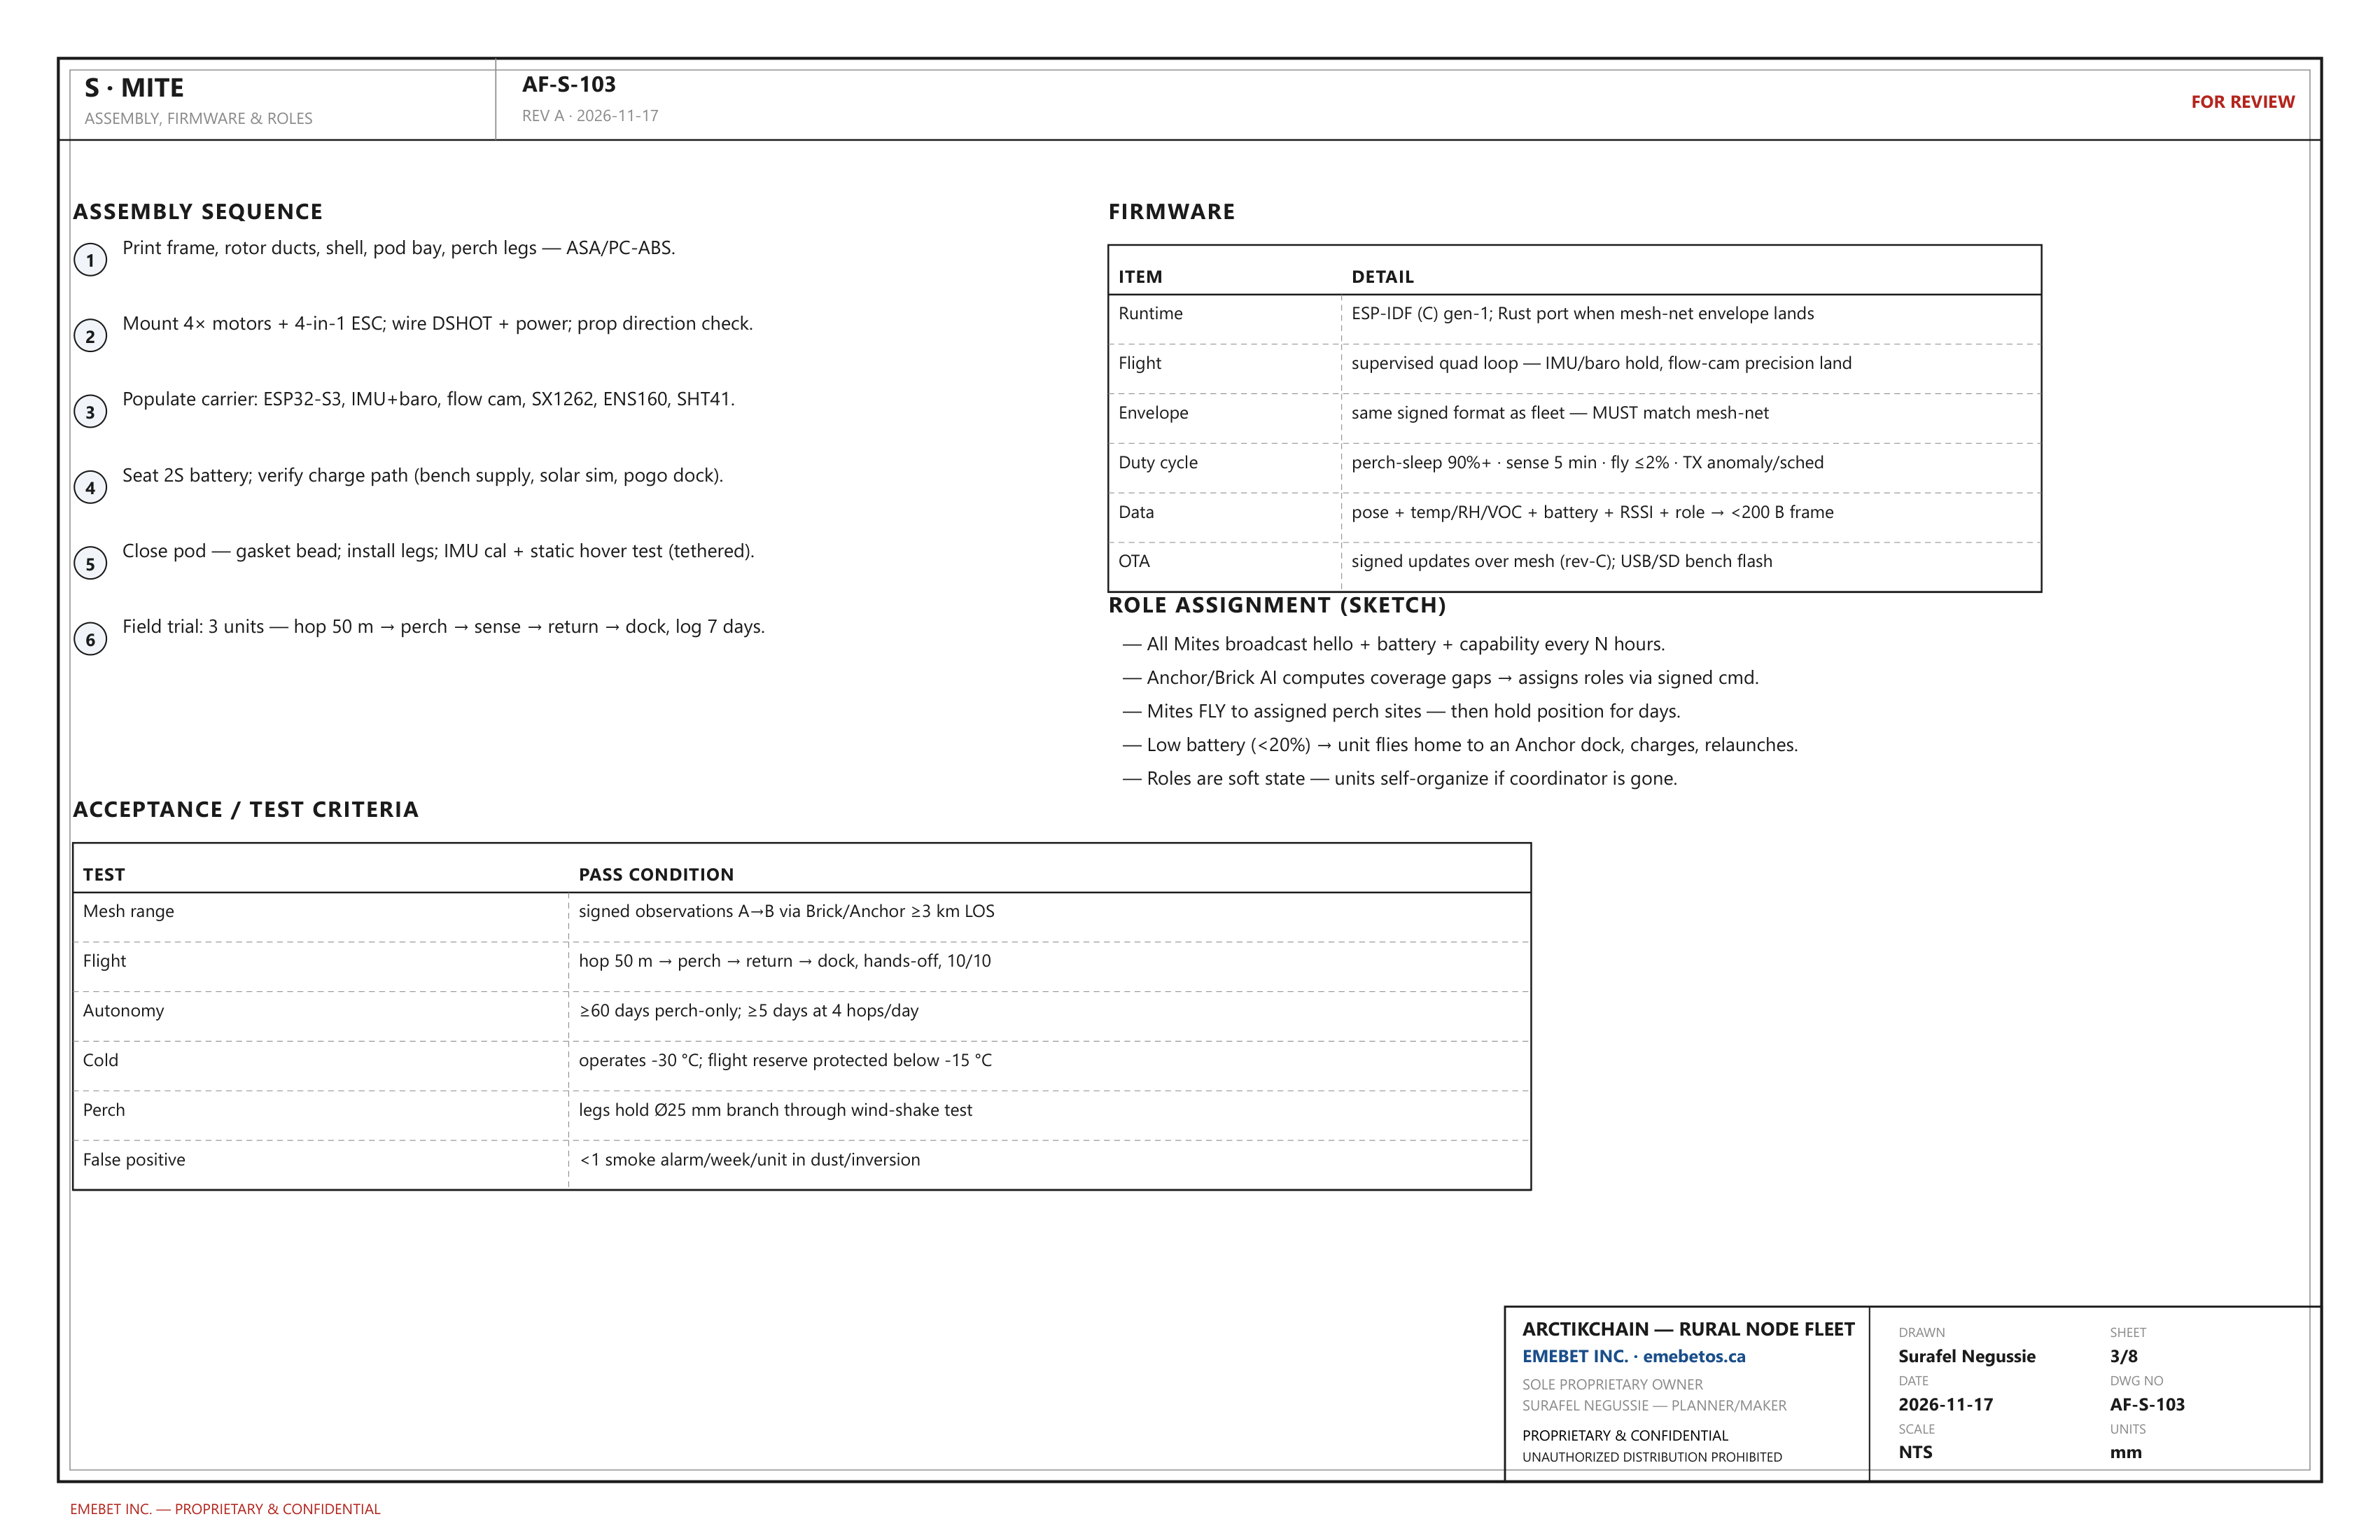 S · MITE
ASSEMBLY, FIRMWARE & ROLES
AF-S-103
REV A · 2026-11-17
FOR REVIEW
ASSEMBLY SEQUENCE
1 Print frame, rotor ducts, shell, pod bay, perch legs — ASA/PC-ABS.
2 Mount 4× motors + 4-in-1 ESC; wire DSHOT + power; prop direction check.
3 Populate carrier: ESP32-S3, IMU+baro, flow cam, SX1262, ENS160, SHT41.
4 Seat 2S battery; verify charge path (bench supply, solar sim, pogo dock).
5 Close pod — gasket bead; install legs; IMU cal + static hover test (tethered).
6 Field trial: 3 units — hop 50 m → perch → sense → return → dock, log 7 days.
FIRMWARE
ITEM DETAIL
Runtime ESP-IDF (C) gen-1; Rust port when mesh-net envelope lands
Flight supervised quad loop — IMU/baro hold, flow-cam precision land
Envelope same signed format as fleet — MUST match mesh-net
Duty cycle perch-sleep 90%+ · sense 5 min · fly ≤2% · TX anomaly/sched
Data pose + temp/RH/VOC + battery + RSSI + role → <200 B frame
OTA signed updates over mesh (rev-C); USB/SD bench flash
ROLE ASSIGNMENT (SKETCH)
— All Mites broadcast hello + battery + capability every N hours.
— Anchor/Brick AI computes coverage gaps → assigns roles via signed cmd.
— Mites FLY to assigned perch sites — then hold position for days.
— Low battery (<20%) → unit flies home to an Anchor dock, charges, relaunches.
— Roles are soft state — units self-organize if coordinator is gone.
ACCEPTANCE / TEST CRITERIA
TEST PASS CONDITION
Mesh range signed observations A→B via Brick/Anchor ≥3 km LOS
Flight hop 50 m → perch → return → dock, hands-off, 10/10
Autonomy ≥60 days perch-only; ≥5 days at 4 hops/day
Cold operates -30 °C; flight reserve protected below -15 °C
Perch legs hold Ø25 mm branch through wind-shake test
False positive <1 smoke alarm/week/unit in dust/inversion
ARCTIKCHAIN — RURAL NODE FLEET
EMEBET INC. · emebetos.ca
SOLE PROPRIETARY OWNER
SURAFEL NEGUSSIE — PLANNER/MAKER
PROPRIETARY & CONFIDENTIAL
UNAUTHORIZED DISTRIBUTION PROHIBITED
DRAWN SHEET
Surafel Negussie 3/8
DATE DWG NO
2026-11-17 AF-S-103
SCALE UNITS
NTS mm
EMEBET INC. — PROPRIETARY & CONFIDENTIAL